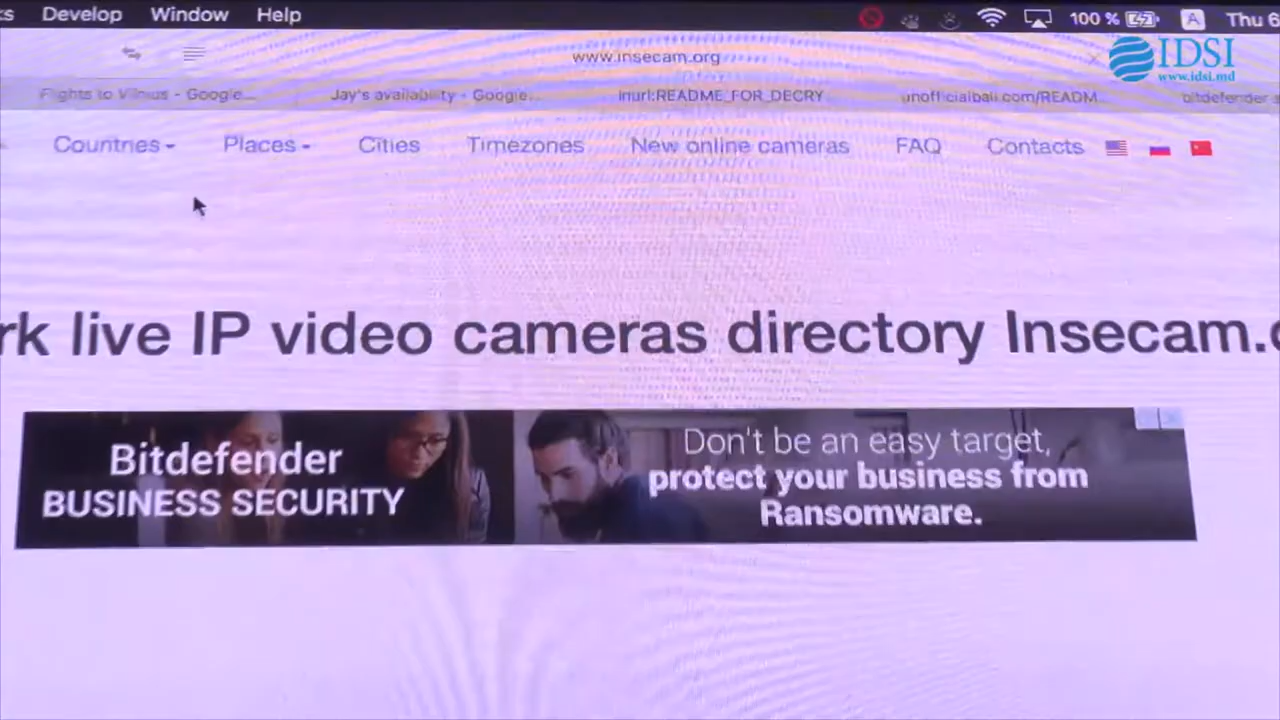 Develop Window Help 100 % A Thu 6
IDSI
www.idsi.md
www.insecam.org
Flights to Vilnius - Google... Jay's availability - Google... inurl:README_FOR_DECRY unofficialbali.com/READM... bitdefender
Countries Places Cities Timezones New online cameras FAQ Contacts
rk live IP video cameras directory Insecam.
Bitdefender
BUSINESS SECURITY
Don't be an easy target,
protect your business from
Ransomware.